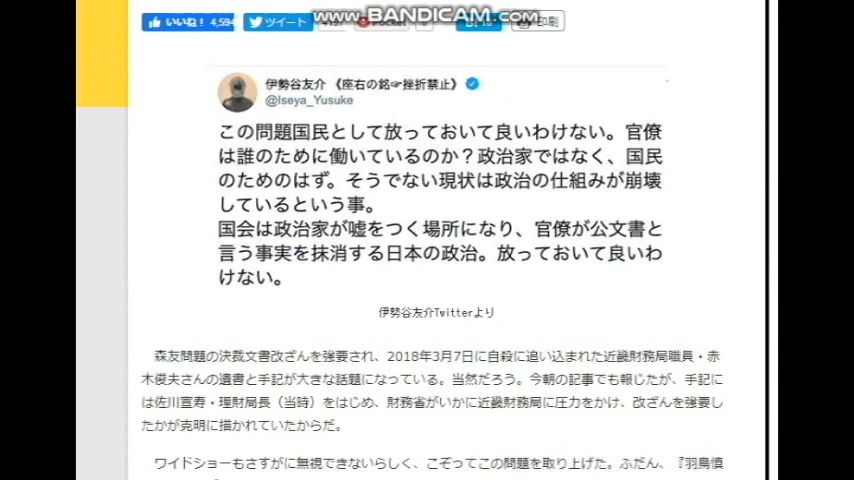 いいね！ 4,594
ツイート
Pocket
印刷
www.BANDICAM.com
伊勢谷友介 《座右の銘☞挫折禁止》
@Iseya_Yusuke
この問題国民として放っておいて良いわけない。官僚
は誰のために働いているのか？政治家ではなく、国民
のためのはず。そうでない現状は政治の仕組みが崩壊
しているという事。
国会は政治家が嘘をつく場所になり、官僚が公文書と
言う事実を抹消する日本の政治。放っておいて良いわ
けない。
伊勢谷友介Twitterより
森友問題の決裁文書改ざんを強要され、2018年3月7日に自殺に追い込まれた近畿財務局職員・赤
木俊夫さんの遺書と手記が大きな話題になっている。当然だろう。今朝の記事でも報じたが、手記に
は佐川宣寿・理財局長（当時）をはじめ、財務省がいかに近畿財務局に圧力をかけ、改ざんを強要し
たかが克明に描かれていたからだ。
ワイドショーもさすがに無視できないらしく、こぞってこの問題を取り上げた。ふだん、『羽鳥慎